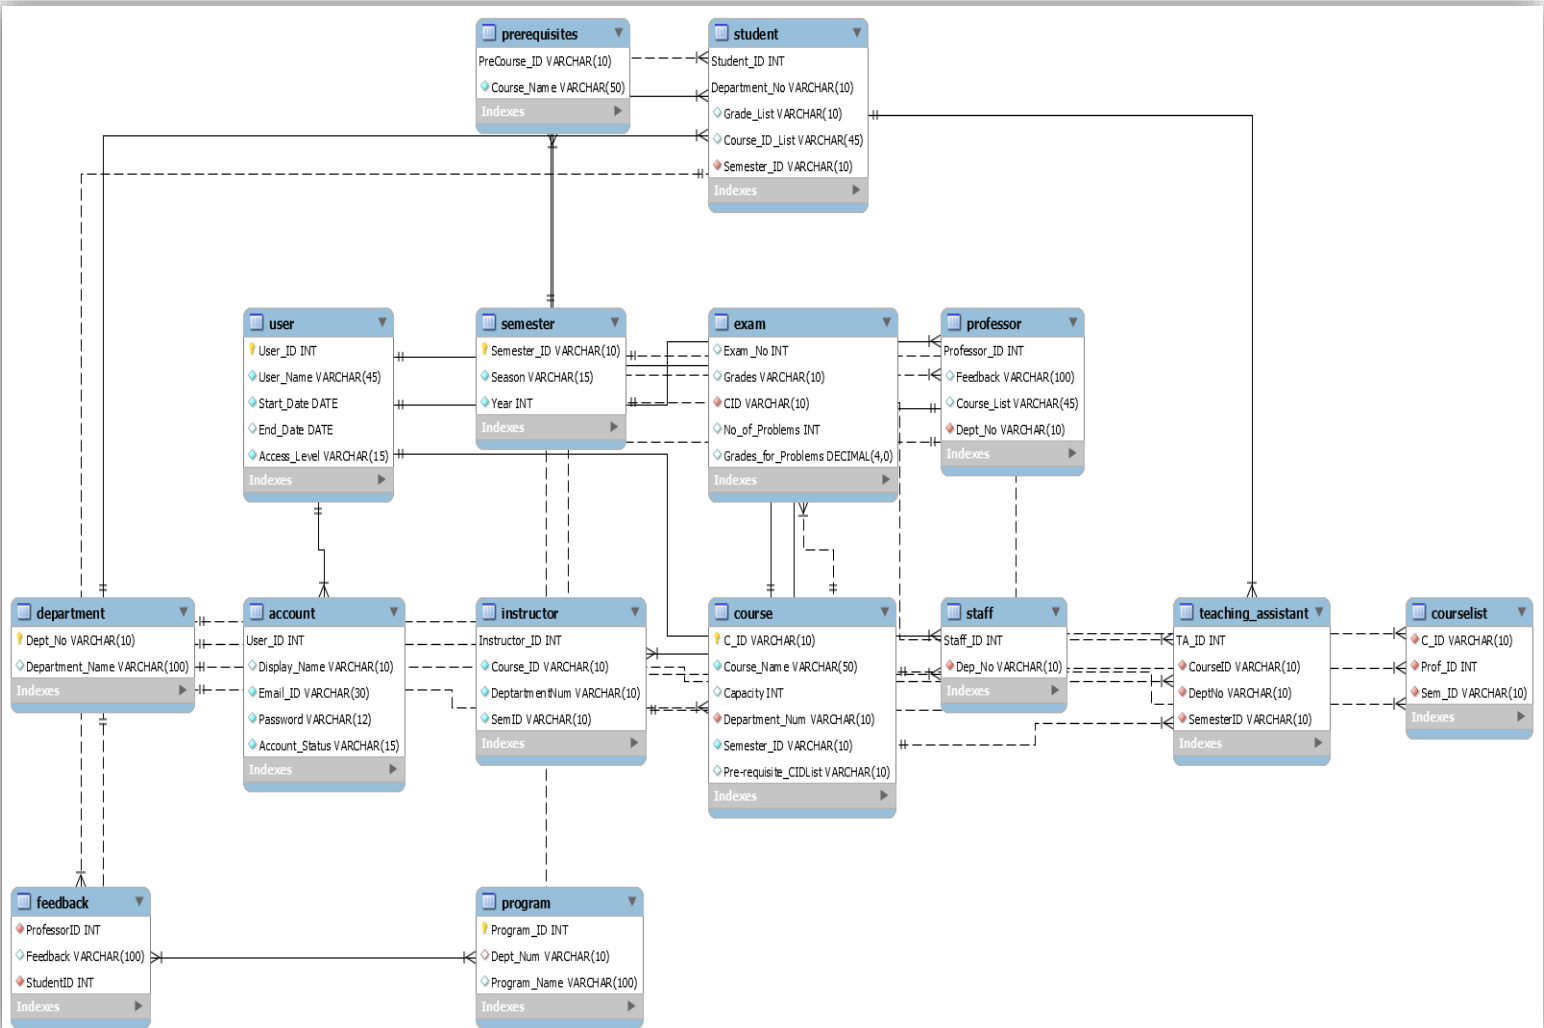 prerequisites
PreCourse_ID VARCHAR(10)
Course_Name VARCHAR(50)
Indexes
student
Student_ID INT
Department_No VARCHAR(10)
Grade_List VARCHAR(10)
Course_ID_List VARCHAR(45)
Semester_ID VARCHAR(10)
Indexes
user
User_ID INT
User_Name VARCHAR(45)
Start_Date DATE
End_Date DATE
Access_Level VARCHAR(15)
Indexes
semester
Semester_ID VARCHAR(10)
Season VARCHAR(15)
Year INT
Indexes
exam
Exam_No INT
Grades VARCHAR(10)
CID VARCHAR(10)
No_of_Problems INT
Grades_for_Problems DECIMAL(4,0)
Indexes
professor
Professor_ID INT
Feedback VARCHAR(100)
Course_List VARCHAR(45)
Dept_No VARCHAR(10)
Indexes
department
Dept_No VARCHAR(10)
Department_Name VARCHAR(100)
Indexes
account
User_ID INT
Display_Name VARCHAR(10)
Email_ID VARCHAR(30)
Password VARCHAR(12)
Account_Status VARCHAR(15)
Indexes
instructor
Instructor_ID INT
Course_ID VARCHAR(10)
DeptartmentNum VARCHAR(10)
SemID VARCHAR(10)
Indexes
course
C_ID VARCHAR(10)
Course_Name VARCHAR(50)
Capacity INT
Department_Num VARCHAR(10)
Semester_ID VARCHAR(10)
Pre-requisite_CIDList VARCHAR(10)
Indexes
staff
Staff_ID INT
Dep_No VARCHAR(10)
Indexes
teaching_assistant
TA_ID INT
CourseID VARCHAR(10)
DeptNo VARCHAR(10)
SemesterID VARCHAR(10)
Indexes
courselist
C_ID VARCHAR(10)
Prof_ID INT
Sem_ID VARCHAR(10)
Indexes
feedback
ProfessorID INT
Feedback VARCHAR(100)
StudentID INT
Indexes
program
Program_ID INT
Dept_Num VARCHAR(10)
Program_Name VARCHAR(100)
Indexes